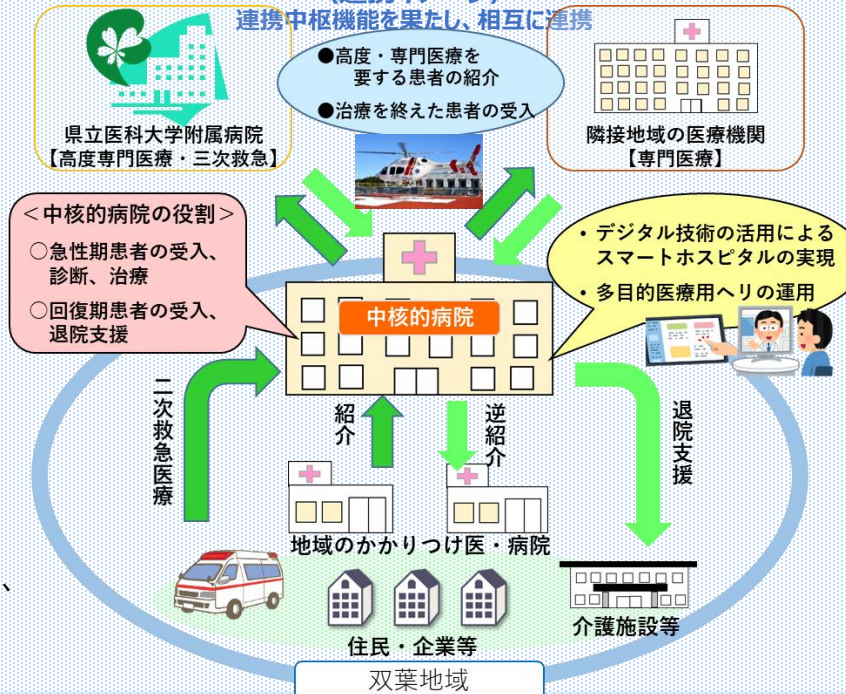 連携中枢機能を果たし、相互に連携
●高度・専門医療を
要する患者の紹介
●治療を終えた患者の受入
県立医科大学附属病院
【高度専門医療・三次救急】
隣接地域の医療機関
【専門医療】
＜中核的病院の役割＞
○急性期患者の受入、
診断、治療
○回復期患者の受入、
退院支援
・デジタル技術の活用による
スマートホスピタルの実現
・多目的医療用ヘリの運用
中核的病院
二次救急医療
紹介
逆紹介
退院支援
地域のかかりつけ医・病院
、
住民・企業等
介護施設等
双葉地域